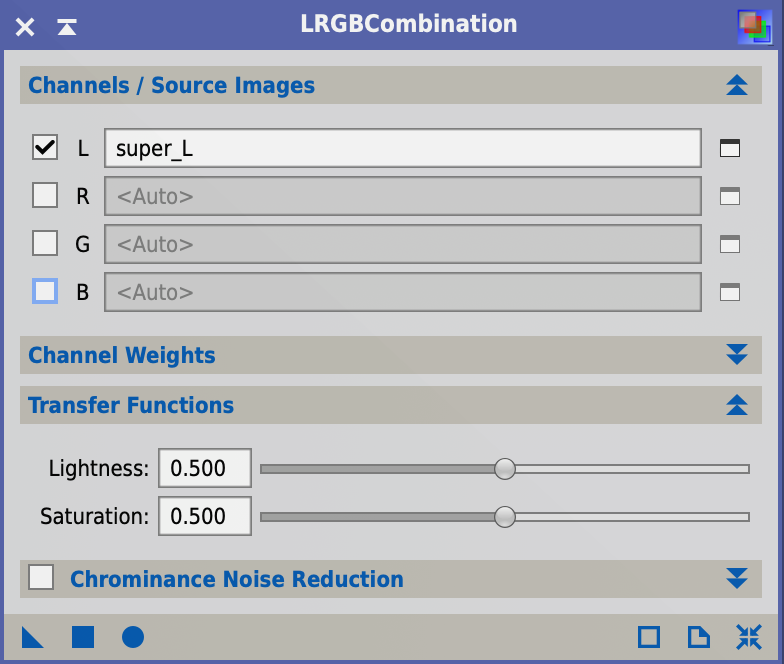 LRGBCombination
Channels / Source Images
L super_L
R <Auto>
G <Auto>
B <Auto>
Channel Weights
Transfer Functions
Lightness: 0.500
Saturation: 0.500
Chrominance Noise Reduction